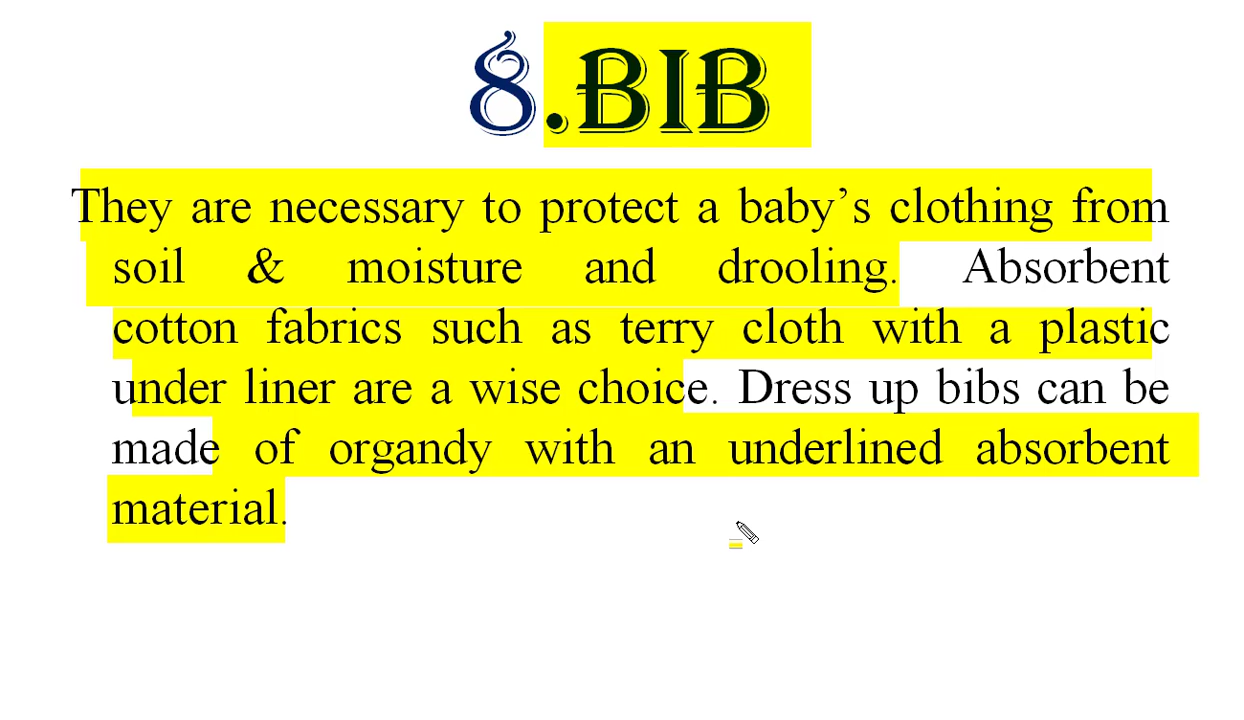 8.BIB
They are necessary to protect a baby’s clothing from
soil & moisture and drooling. Absorbent
cotton fabrics such as terry cloth with a plastic
under liner are a wise choice. Dress up bibs can be
made of organdy with an underlined absorbent
material.